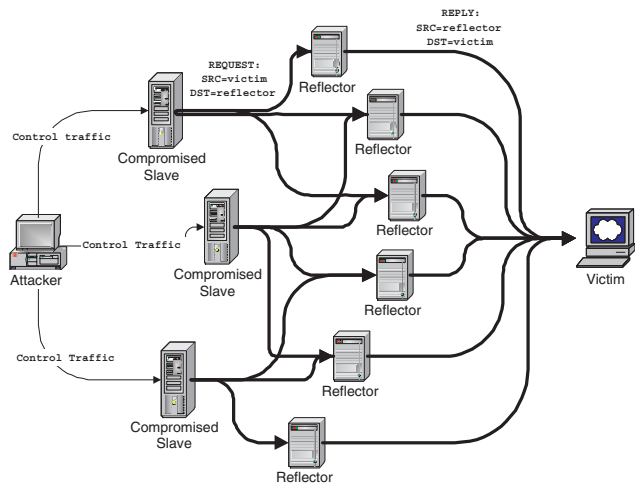 REPLY:
SRC=reflector
DST=victim
REQUEST:
SRC=victim
DST=reflector
Reflector
Control traffic
Compromised
Slave
Reflector
Reflector
Control Traffic
Compromised
Slave
Attacker
Victim
Reflector
Control Traffic
Reflector
Compromised
Slave
Reflector